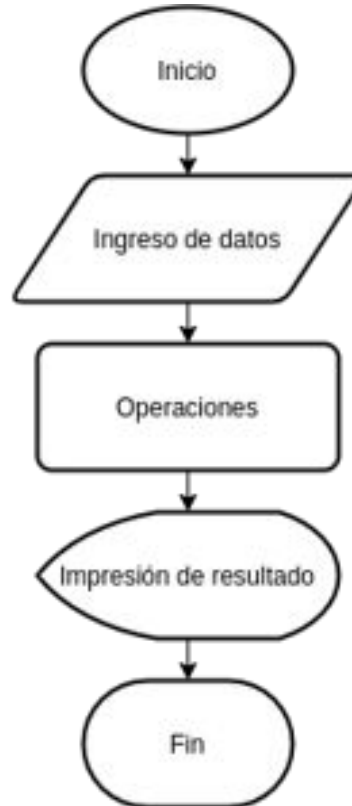 Inicio
Ingreso de datos
Operaciones
Impresión de resultado
Fin